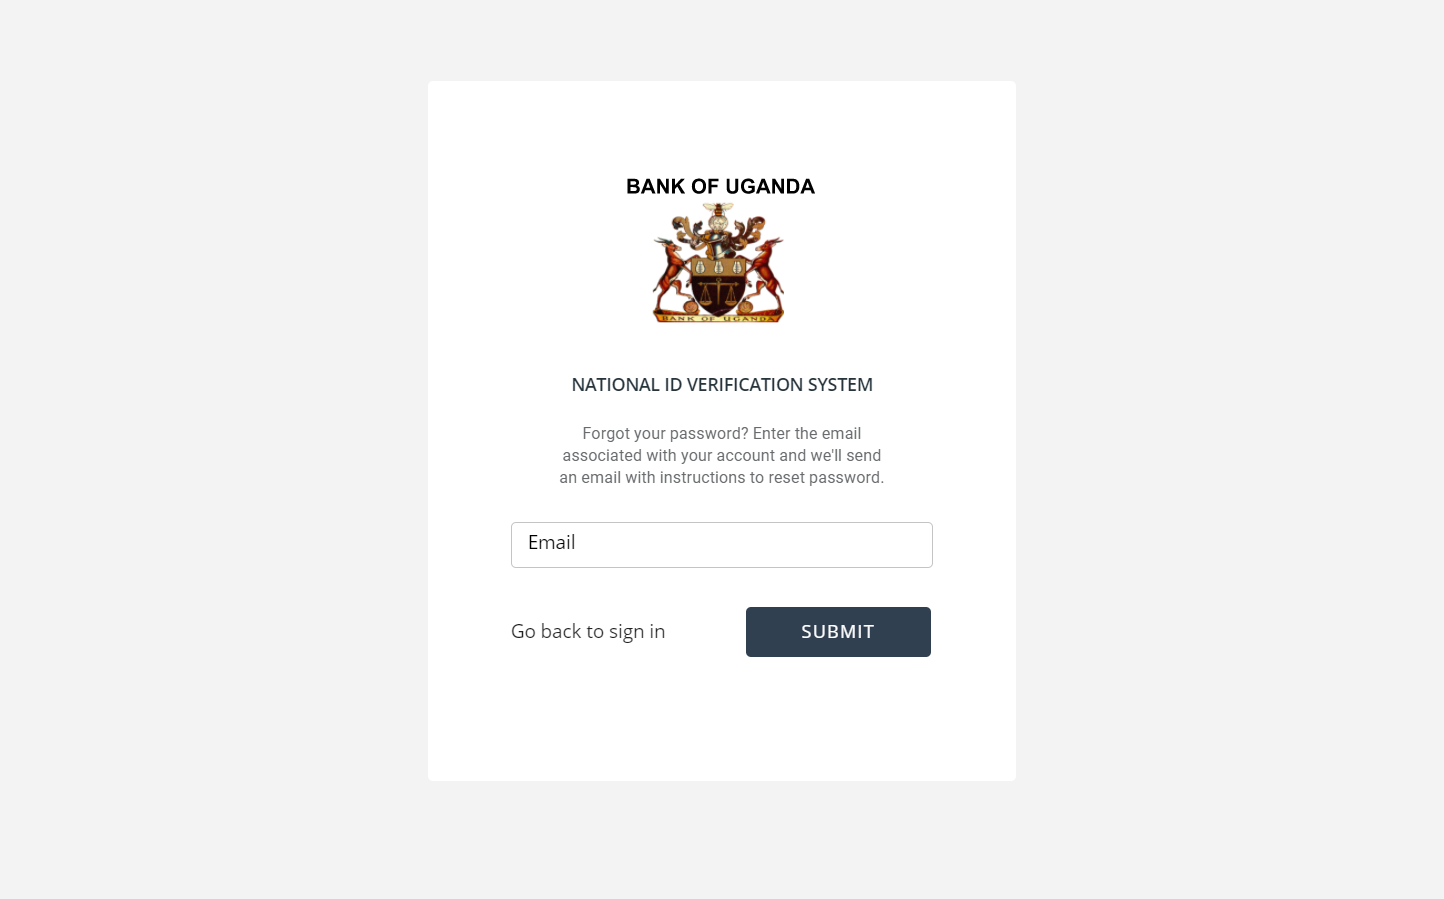 BANK OF UGANDA
BANK OF UGANDA
NATIONAL ID VERIFICATION SYSTEM
Forgot your password? Enter the email
associated with your account and we'll send
an email with instructions to reset password.
Email
Go back to sign in
SUBMIT